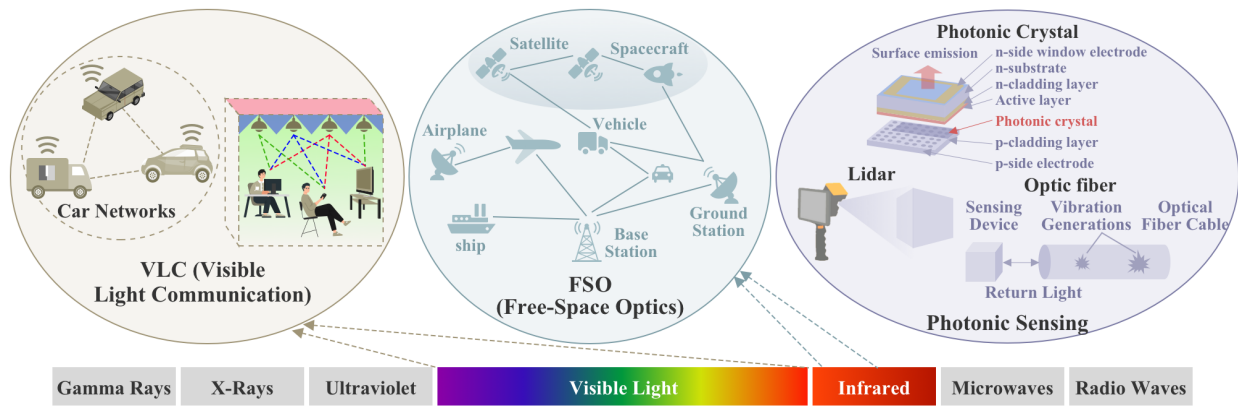 Car Networks
VLC (Visible
Light Communication)
Satellite
Spacecraft
Airplane
Vehicle
ship
Base
Station
Ground
Station
FSO
(Free-Space Optics)
Photonic Crystal
Surface emission
n-side window electrode
n-substrate
n-cladding layer
Active layer
Photonic crystal
p-cladding layer
p-side electrode
Lidar
Optic fiber
Sensing
Device
Vibration
Generations
Optical
Fiber Cable
Return Light
Photonic Sensing
Gamma Rays
X-Rays
Ultraviolet
Visible Light
Infrared
Microwaves
Radio Waves